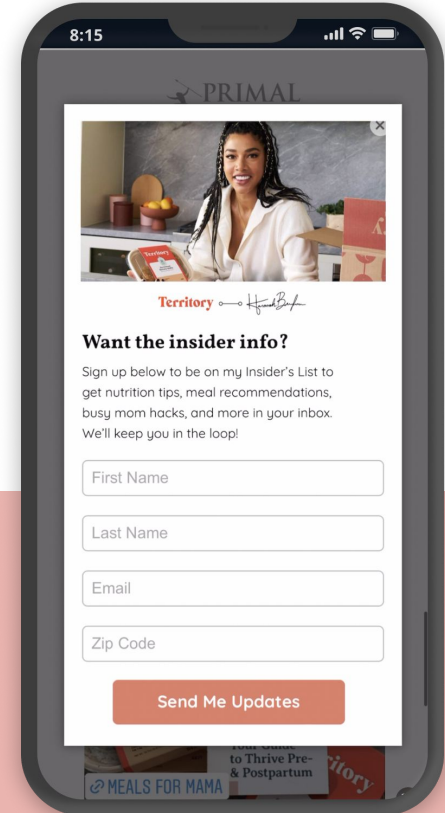 8:15
PRIMAL
Territory
Territory
Want the insider info?
Sign up below to be on my Insider's List to
get nutrition tips, meal recommendations,
busy mom hacks, and more in your inbox.
We'll keep you in the loop!
First Name
Last Name
Email
Zip Code
Send Me Updates
Your Guide
to Thrive Pre-
& Postpartum
MEALS FOR MAMA